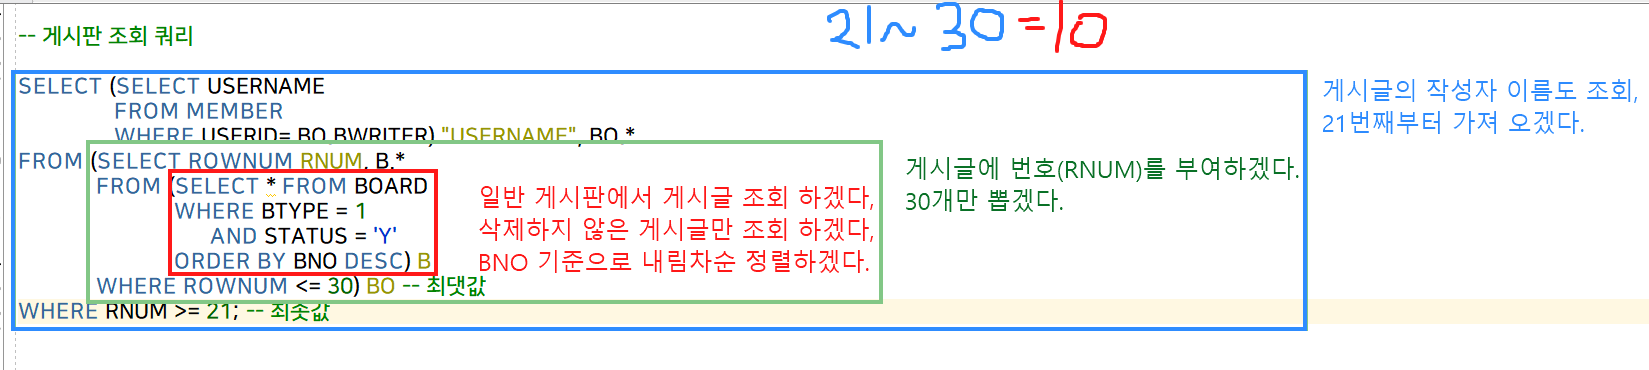 21~30=10
-- 게시판 조회 쿼리
SELECT (SELECT USERNAME
FROM MEMBER
WHERE USERID= BO.BWRITER) "USERNAME", BO.*
FROM (SELECT ROWNUM RNUM, B.*
FROM (SELECT * FROM BOARD
WHERE BTYPE = 1
AND STATUS = 'Y'
ORDER BY BNO DESC) B
WHERE ROWNUM <= 30) BO -- 최댓값
WHERE RNUM >= 21; -- 최솟값
일반 게시판에서 게시글 조회 하겠다,
삭제하지 않은 게시글만 조회 하겠다,
BNO 기준으로 내림차순 정렬하겠다.
게시글에 번호(RNUM)를 부여하겠다.
30개만 뽑겠다.
게시글의 작성자 이름도 조회,
21번째부터 가져 오겠다.